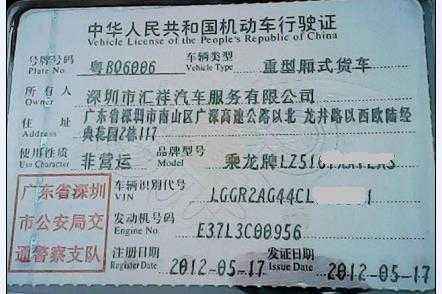 中华人民共和国机动车行驶证
Vehicle License of the People's Republic of China
号牌号码 粤BQ6006 车辆类型 重型厢式货车
Plate No Vehicle Type
所有人 深圳市汇祥汽车服务有限公司
Owner
住址 广东省深圳市南山区广深高速公路以北 龙井路以西欧陆经
Address 典花园2栋117
使用性质 非营运 品牌型号 乘龙牌
Use Character Model
广东省深圳
市公安局交
通警察支队
车辆识别代号 LGGR2AG44CL
VIN
发动机号码 E37L3C00956
Engine No
注册日期 2012-05-17 发证日期 2012-05-17
Register Date Issue Date